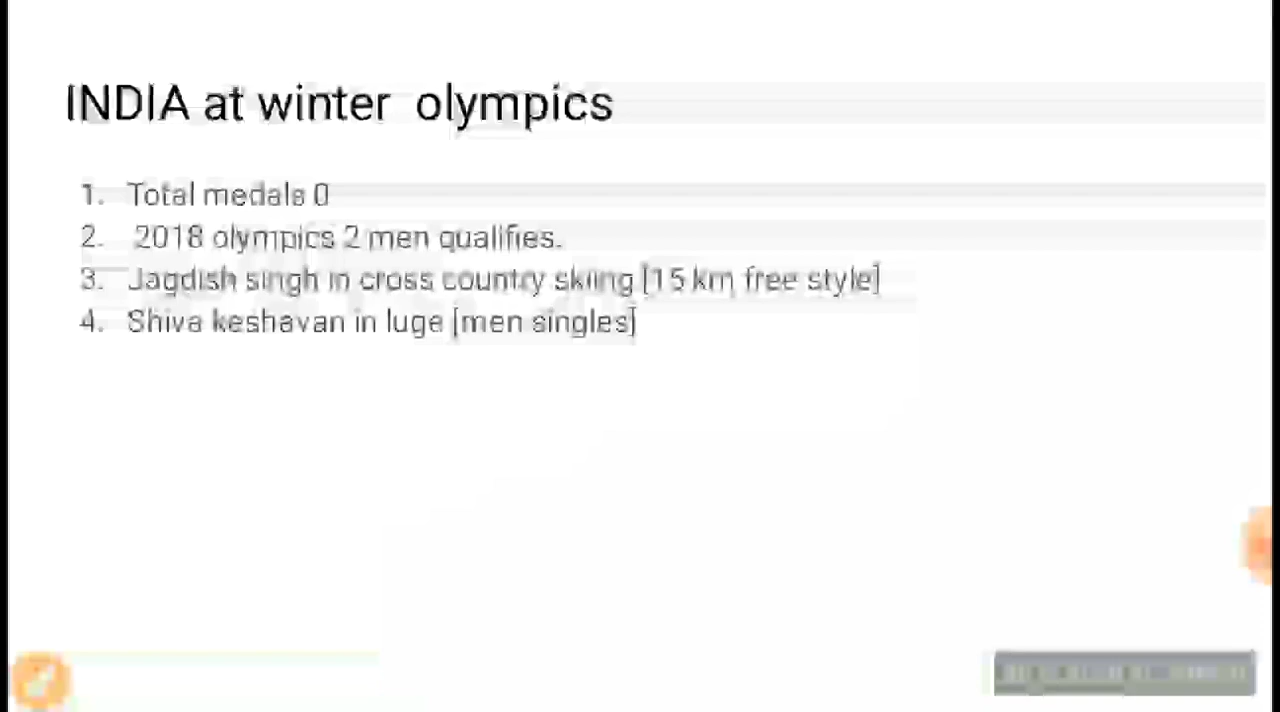 INDIA at winter olympics
1. Total medals 0
2. 2018 olympics 2 men qualifies.
3. Jagdish singh in cross country skiing [15 km free style]
4. Shiva keshavan in luge [men singles]